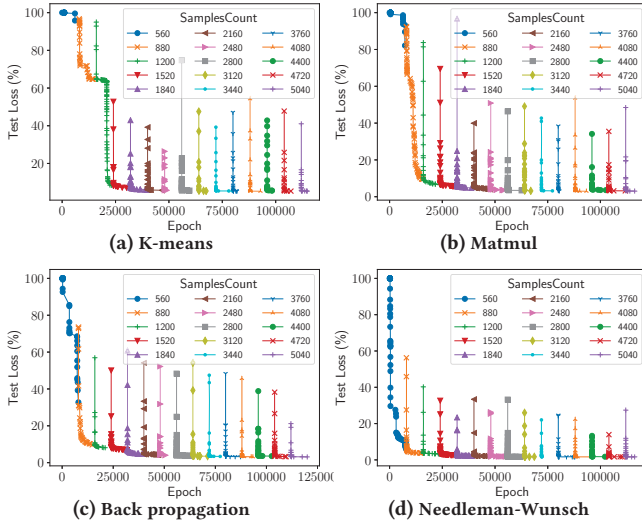 SamplesCount
560 2160 3760
880 2480 4080
1200 2800 4400
1520 3120 4720
1840 3440 5040
Test Loss (%)
100
80
60
40
20
0 25000 50000 75000 100000
Epoch
(a) K-means
SamplesCount
560 2160 3760
880 2480 4080
1200 2800 4400
1520 3120 4720
1840 3440 5040
Test Loss (%)
100
80
60
40
20
0
0 25000 50000 75000 100000
Epoch
(b) Matmul
SamplesCount
560 2160 3760
880 2480 4080
1200 2800 4400
1520 3120 4720
1840 3440 5040
Test Loss (%)
100
80
60
40
20
0
0 25000 50000 75000 100000 125000
Epoch
(c) Back propagation
SamplesCount
560 2160 3760
880 2480 4080
1200 2800 4400
1520 3120 4720
1840 3440 5040
Test Loss (%)
100
80
60
40
20
0
0 25000 50000 75000 100000
Epoch
(d) Needleman-Wunsch